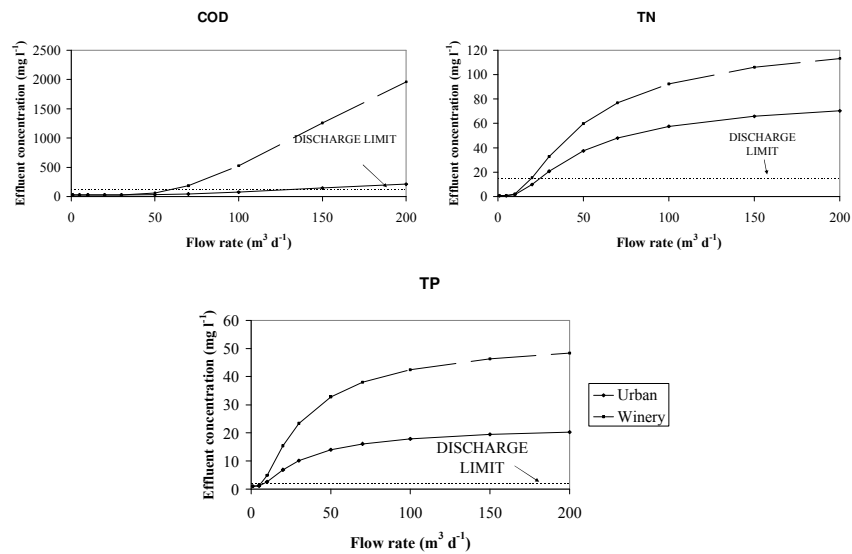 COD
Effluent concentration (mg l⁻¹)
2500
2000
1500
1000
500
0
DISCHARGE LIMIT
0 50 100 150 200
Flow rate (m³ d⁻¹)
TN
Effluent concentration (mg l⁻¹)
120
100
80
60
40
20
0
DISCHARGE
LIMIT
0 50 100 150 200
Flow rate (m³ d⁻¹)
TP
Effluent concentration (mg l⁻¹)
60
50
40
30
20
10
0
DISCHARGE
LIMIT
0 50 100 150 200
Flow rate (m³ d⁻¹)
Urban
Winery